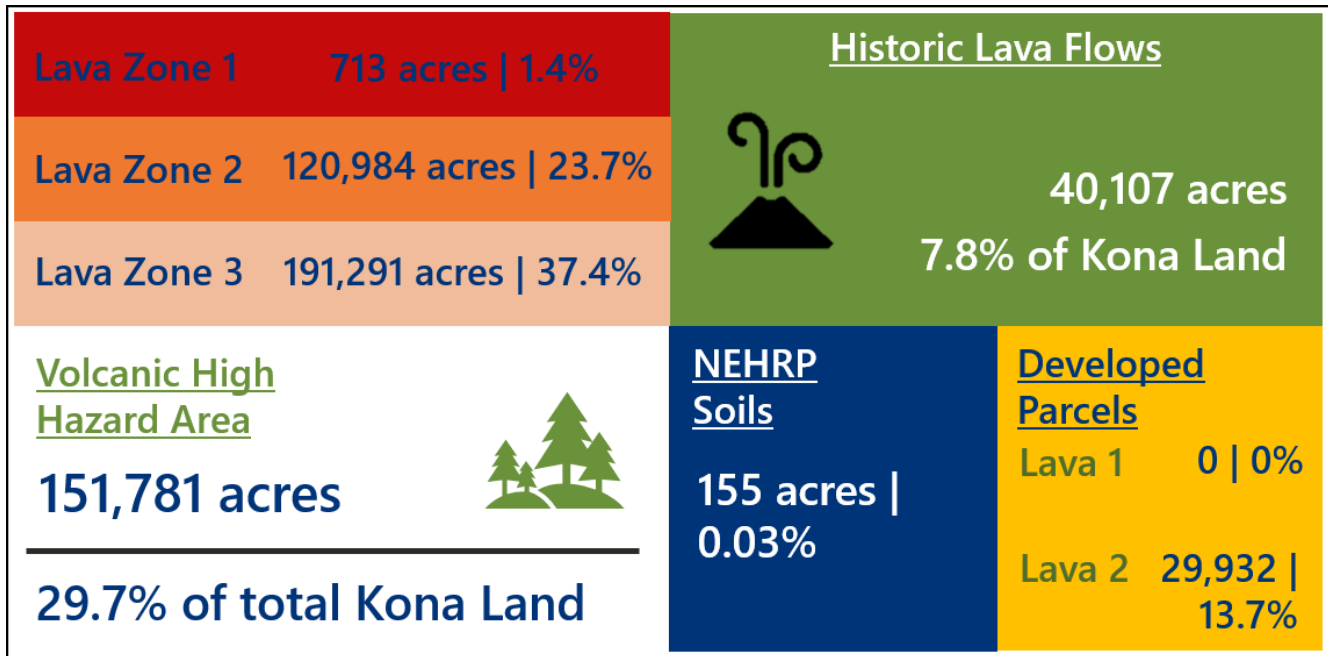 Lava Zone 1 713 acres | 1.4%
Lava Zone 2 120,984 acres | 23.7%
Lava Zone 3 191,291 acres | 37.4%
Historic Lava Flows
40,107 acres
7.8% of Kona Land
Volcanic High
Hazard Area
151,781 acres
29.7% of total Kona Land
NEHRP
Soils
155 acres |
0.03%
Developed
Parcels
Lava 1 0 | 0%
Lava 2 29,932 |
13.7%